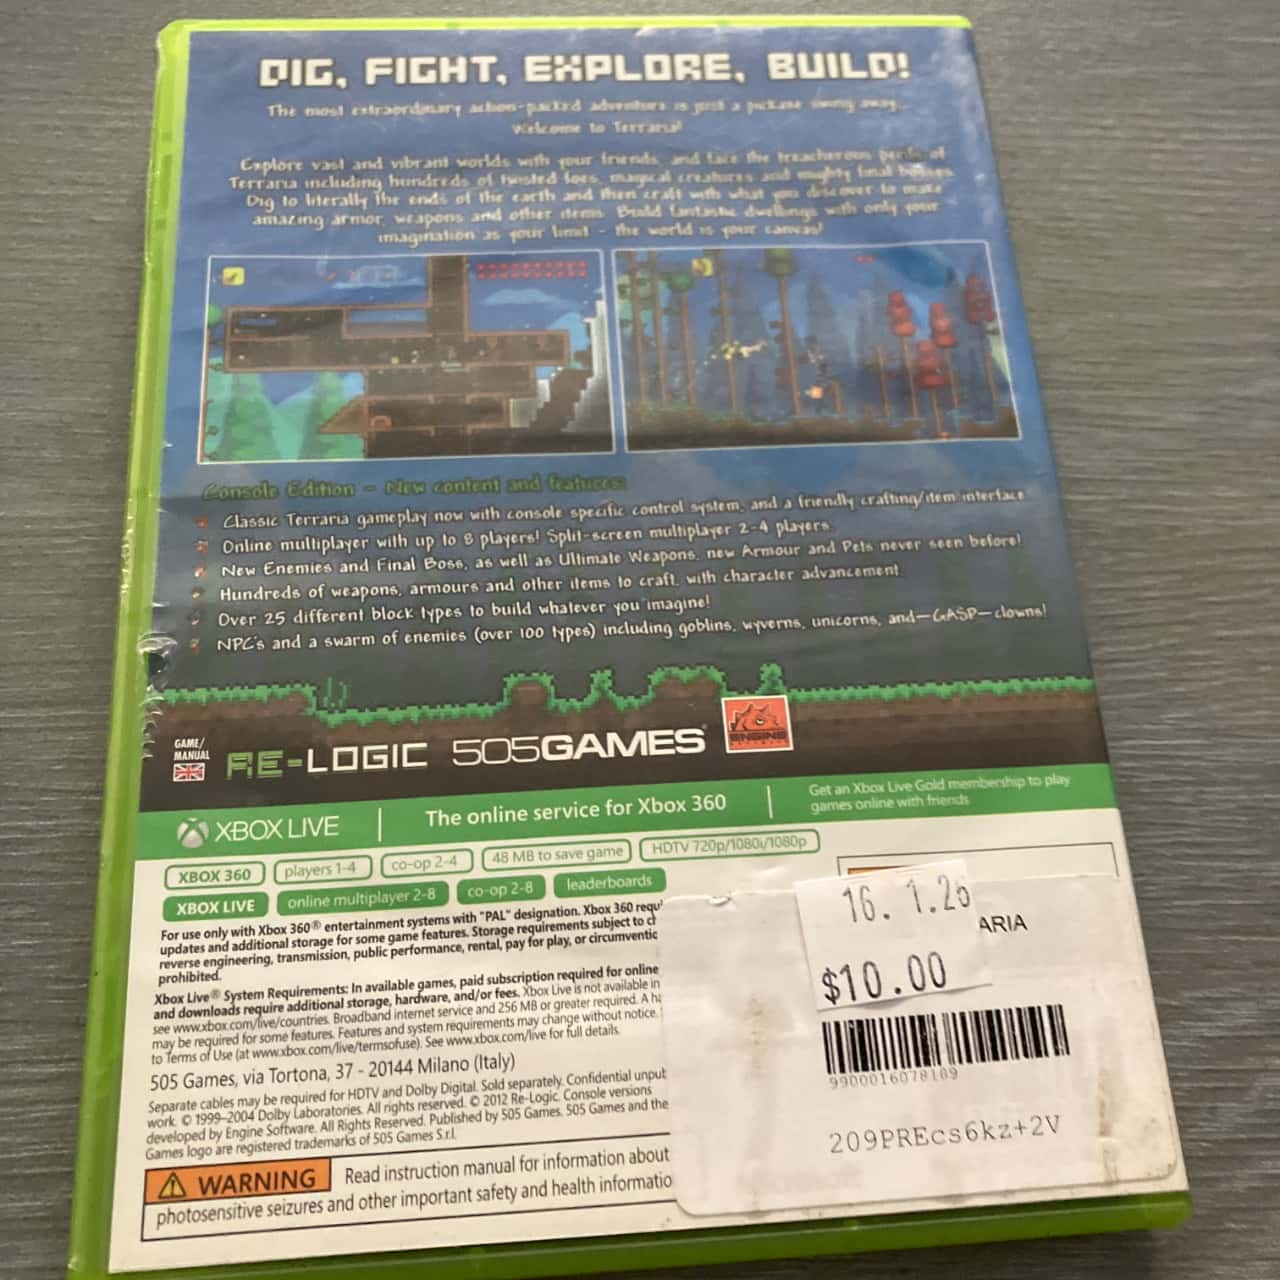 DIG, FIGHT, EXPLORE, BUILD!
The most extraordinary action-packed adventure is just a pickaxe swing away.
Welcome to Terraria!
Explore vast and vibrant worlds with your friends, and face the treacherous perils of
Terraria including hundreds of twisted foes, magical creatures and mighty final bosses.
Dig to literally the ends of the earth and then craft with what you discover to make
amazing armor, weapons and other items. Build fantastic dwellings with only your
imagination as your limit - the world is your canvas!
Console Edition - New content and features:
Classic Terraria gameplay now with console specific control system, and a friendly crafting/item interface
Online multiplayer with up to 8 players! Split-screen multiplayer 2-4 players.
New Enemies and Final Boss, as well as Ultimate Weapons, new Armour and Pets never seen before!
Hundreds of weapons, armours and other items to craft, with character advancement
Over 25 different block types to build whatever you imagine!
NPC's and a swarm of enemies (over 100 types) including goblins, wyverns, unicorns, and—GASP—clowns!
GAME/
MANUAL
RE-LOGIC 505GAMES
ENGINE
XBOX LIVE
The online service for Xbox 360
Get an Xbox Live Gold membership to play
games online with friends
XBOX 360 players 1-4 co-op 2-4 48 MB to save game HDTV 720p/1080i/1080p
XBOX LIVE online multiplayer 2-8 co-op 2-8 leaderboards
For use only with Xbox 360® entertainment systems with "PAL" designation. Xbox 360 requ
updates and additional storage for some game features. Storage requirements subject to ch
reverse engineering, transmission, public performance, rental, pay for play, or circumventio
prohibited.
Xbox Live® System Requirements: In available games, paid subscription required for online
and downloads require additional storage, hardware, and/or fees. Xbox Live is not available in
see www.xbox.com/live/countries. Broadband internet service and 256 MB or greater required. A ha
may be required for some features. Features and system requirements may change without notice.
to Terms of Use (at www.xbox.com/live/termsofuse). See www.xbox.com/live for full details.
505 Games, via Tortona, 37 - 20144 Milano (Italy)
Separate cables may be required for HDTV and Dolby Digital. Sold separately. Confidential unpub
work. © 1999–2004 Dolby Laboratories. All rights reserved. © 2012 Re-Logic. Console versions
developed by Engine Software. All Rights Reserved. Published by 505 Games. 505 Games and the
Games logo are registered trademarks of 505 Games S.r.l.
WARNING Read instruction manual for information about
photosensitive seizures and other important safety and health informatio
16. 1.26
ARIA
$10.00
9900016078189
209PREcs6kz+2V